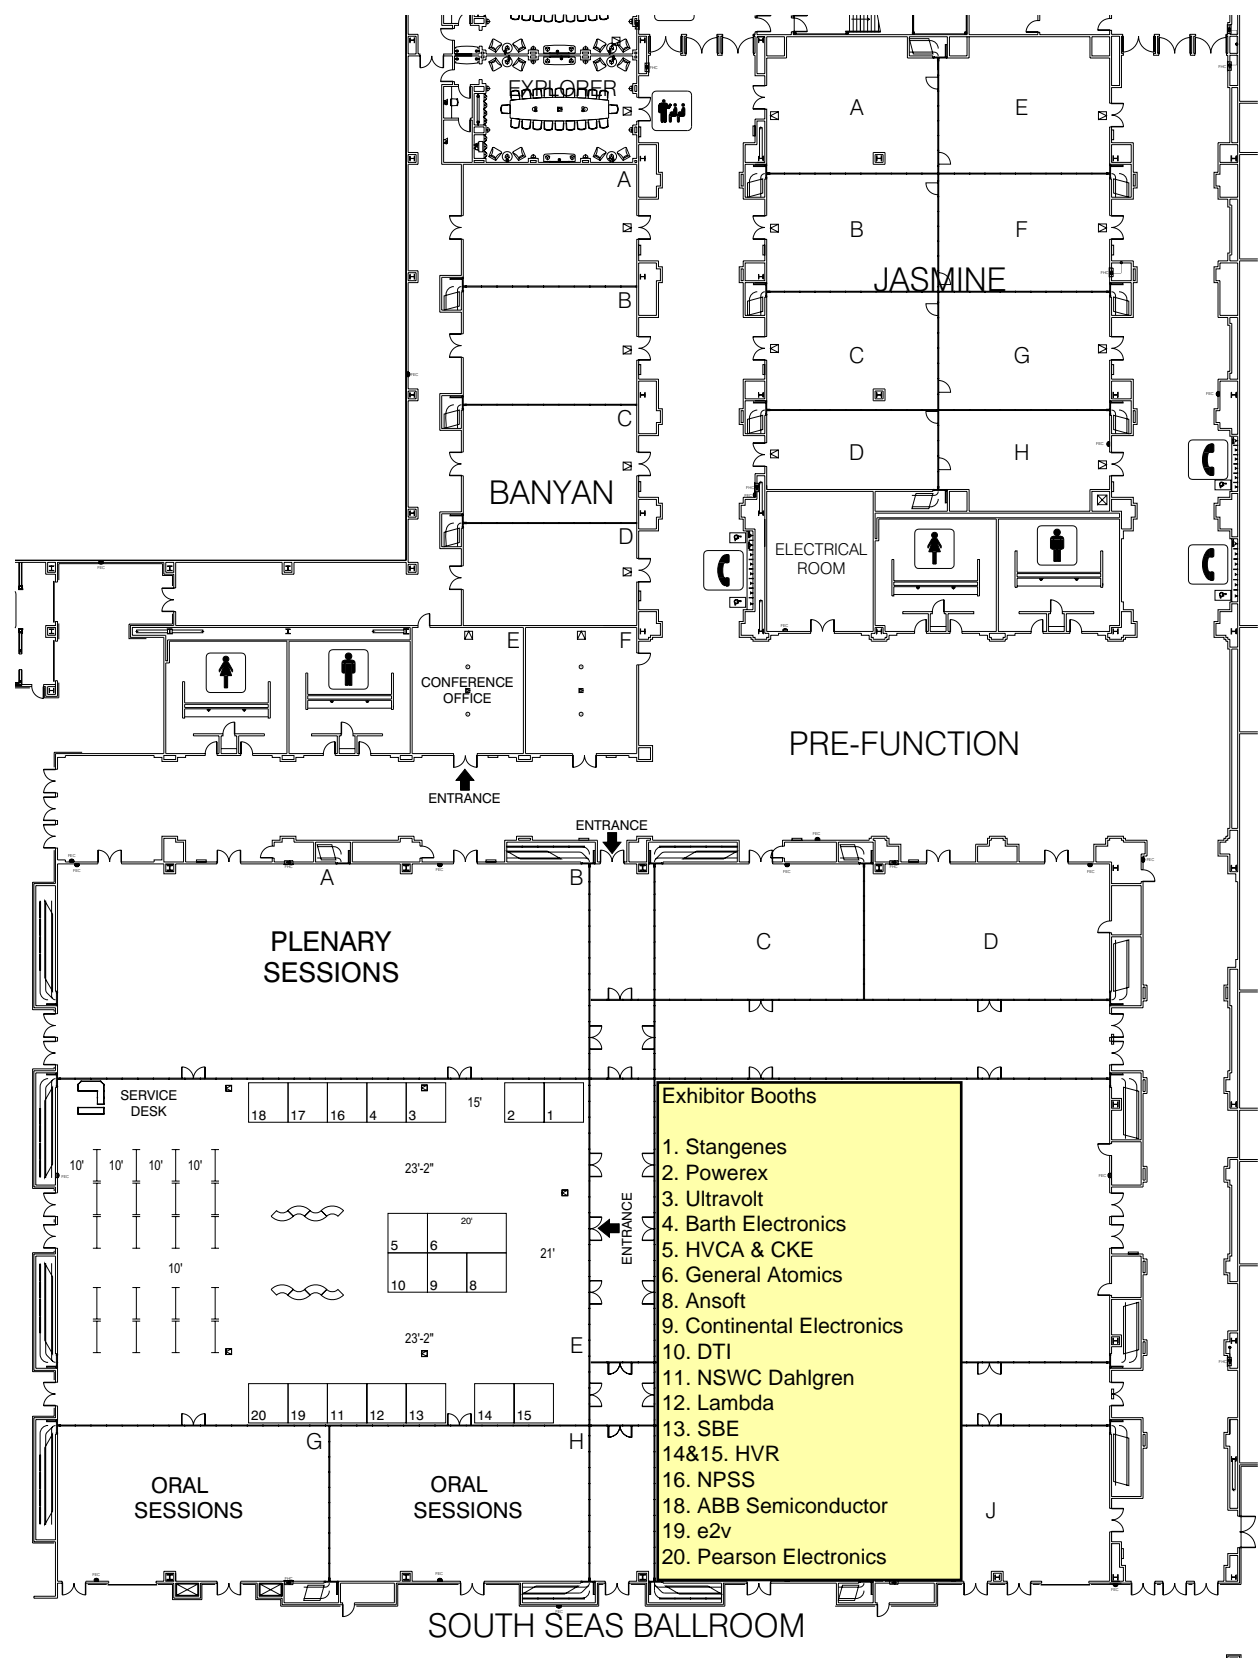 EXPLORER
A
E
A
B
F
JASMINE
B
C
G
C
D
H
BANYAN
D
ELECTRICAL
ROOM
E
F
CONFERENCE
OFFICE
PRE-FUNCTION
ENTRANCE
ENTRANCE
A
B
C
D
PLENARY
SESSIONS
SERVICE
DESK
18
17
16
4
3
15'
2
1
10'
10'
10'
10'
23'-2"
ENTRANCE
5
6
20'
21'
10'
10
9
8
23'-2"
E
20
19
11
12
13
14
15
Exhibitor Booths
1. Stangenes
2. Powerex
3. Ultravolt
4. Barth Electronics
5. HVCA & CKE
6. General Atomics
8. Ansoft
9. Continental Electronics
10. DTI
11. NSWC Dahlgren
12. Lambda
13. SBE
14&15. HVR
16. NPSS
18. ABB Semiconductor
19. e2v
20. Pearson Electronics
G
H
J
ORAL
SESSIONS
ORAL
SESSIONS
SOUTH SEAS BALLROOM